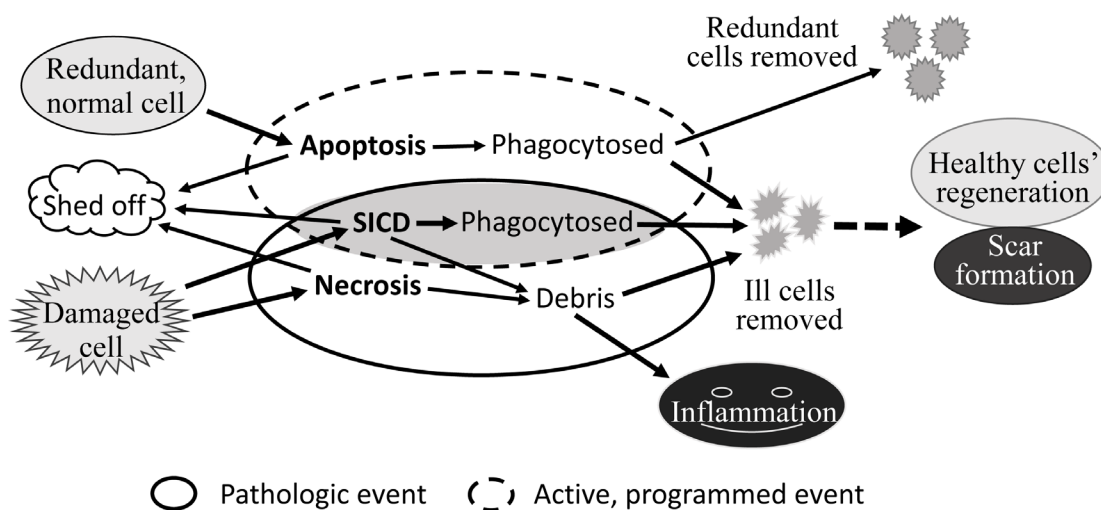 Redundant,
normal cell
Redundant
cells removed
Apoptosis
Phagocytosed
Healthy cells’
regeneration
Shed off
SICD
Phagocytosed
Scar
formation
Necrosis
Debris
Ill cells
removed
Damaged
cell
Inflammation
Pathologic event
Active, programmed event